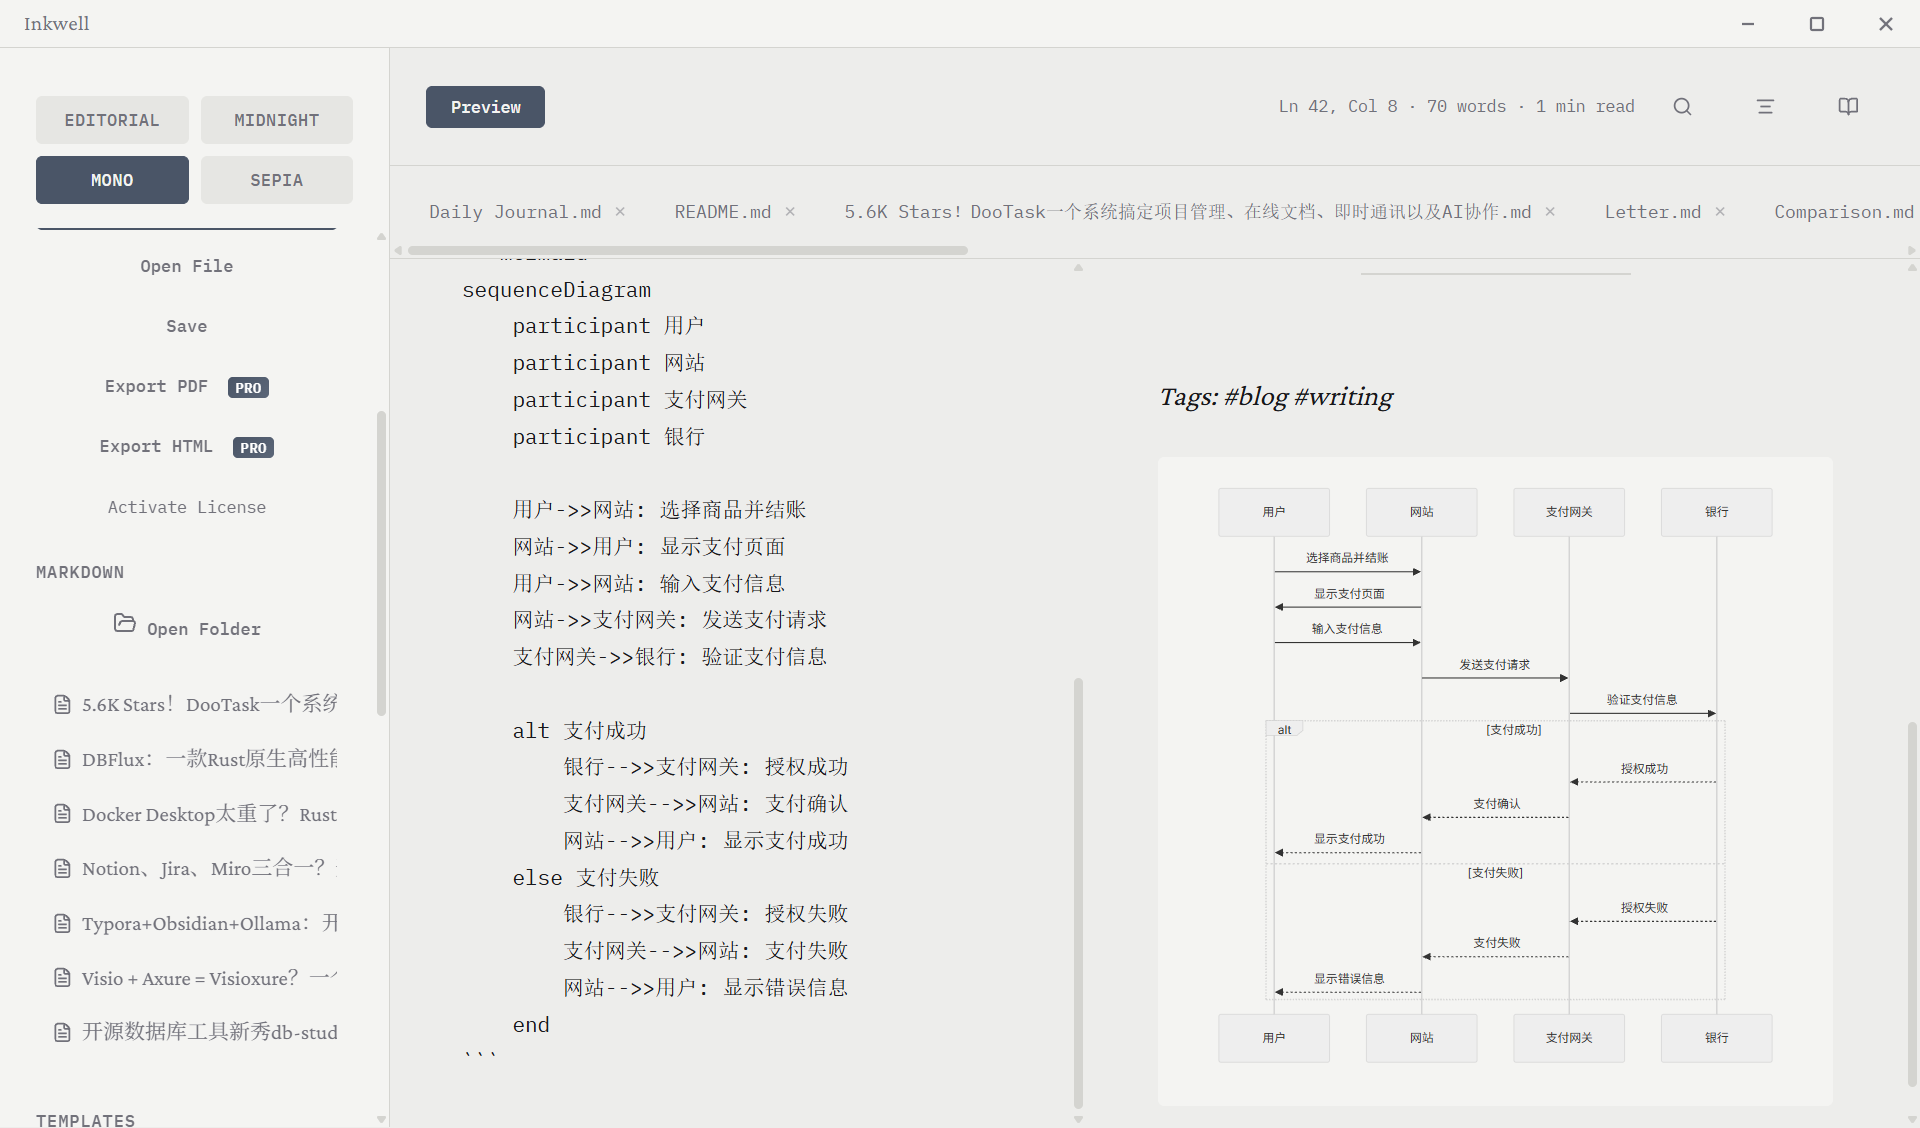 Inkwell
EDITORIAL
MIDNIGHT
MONO
SEPIA
Open File
Save
Export PDF PRO
Export HTML PRO
Activate License
MARKDOWN
Open Folder
5.6K Stars！DooTask一个系统
DBFlux：一款Rust原生高性能
Docker Desktop太重了？Rust
Notion、Jira、Miro三合一？
Typora+Obsidian+Ollama：开
Visio + Axure = Visioxure？一个
开源数据库工具新秀db-stud
TEMPLATES
Preview
Ln 42, Col 8 · 70 words · 1 min read
Daily Journal.md ×
README.md ×
5.6K Stars！DooTask一个系统搞定项目管理、在线文档、即时通讯以及AI协作.md ×
Letter.md ×
Comparison.md
sequenceDiagram
participant 用户
participant 网站
participant 支付网关
participant 银行
用户->>网站: 选择商品并结账
网站->>用户: 显示支付页面
用户->>网站: 输入支付信息
网站->>支付网关: 发送支付请求
支付网关->>银行: 验证支付信息
alt 支付成功
银行-->>支付网关: 授权成功
支付网关-->>网站: 支付确认
网站-->>用户: 显示支付成功
else 支付失败
银行-->>支付网关: 授权失败
支付网关-->>网站: 支付失败
网站-->>用户: 显示错误信息
end
```
Tags: #blog #writing
用户
网站
支付网关
银行
选择商品并结账
显示支付页面
输入支付信息
发送支付请求
验证支付信息
alt
[支付成功]
授权成功
支付确认
显示支付成功
[支付失败]
授权失败
支付失败
显示错误信息
用户
网站
支付网关
银行